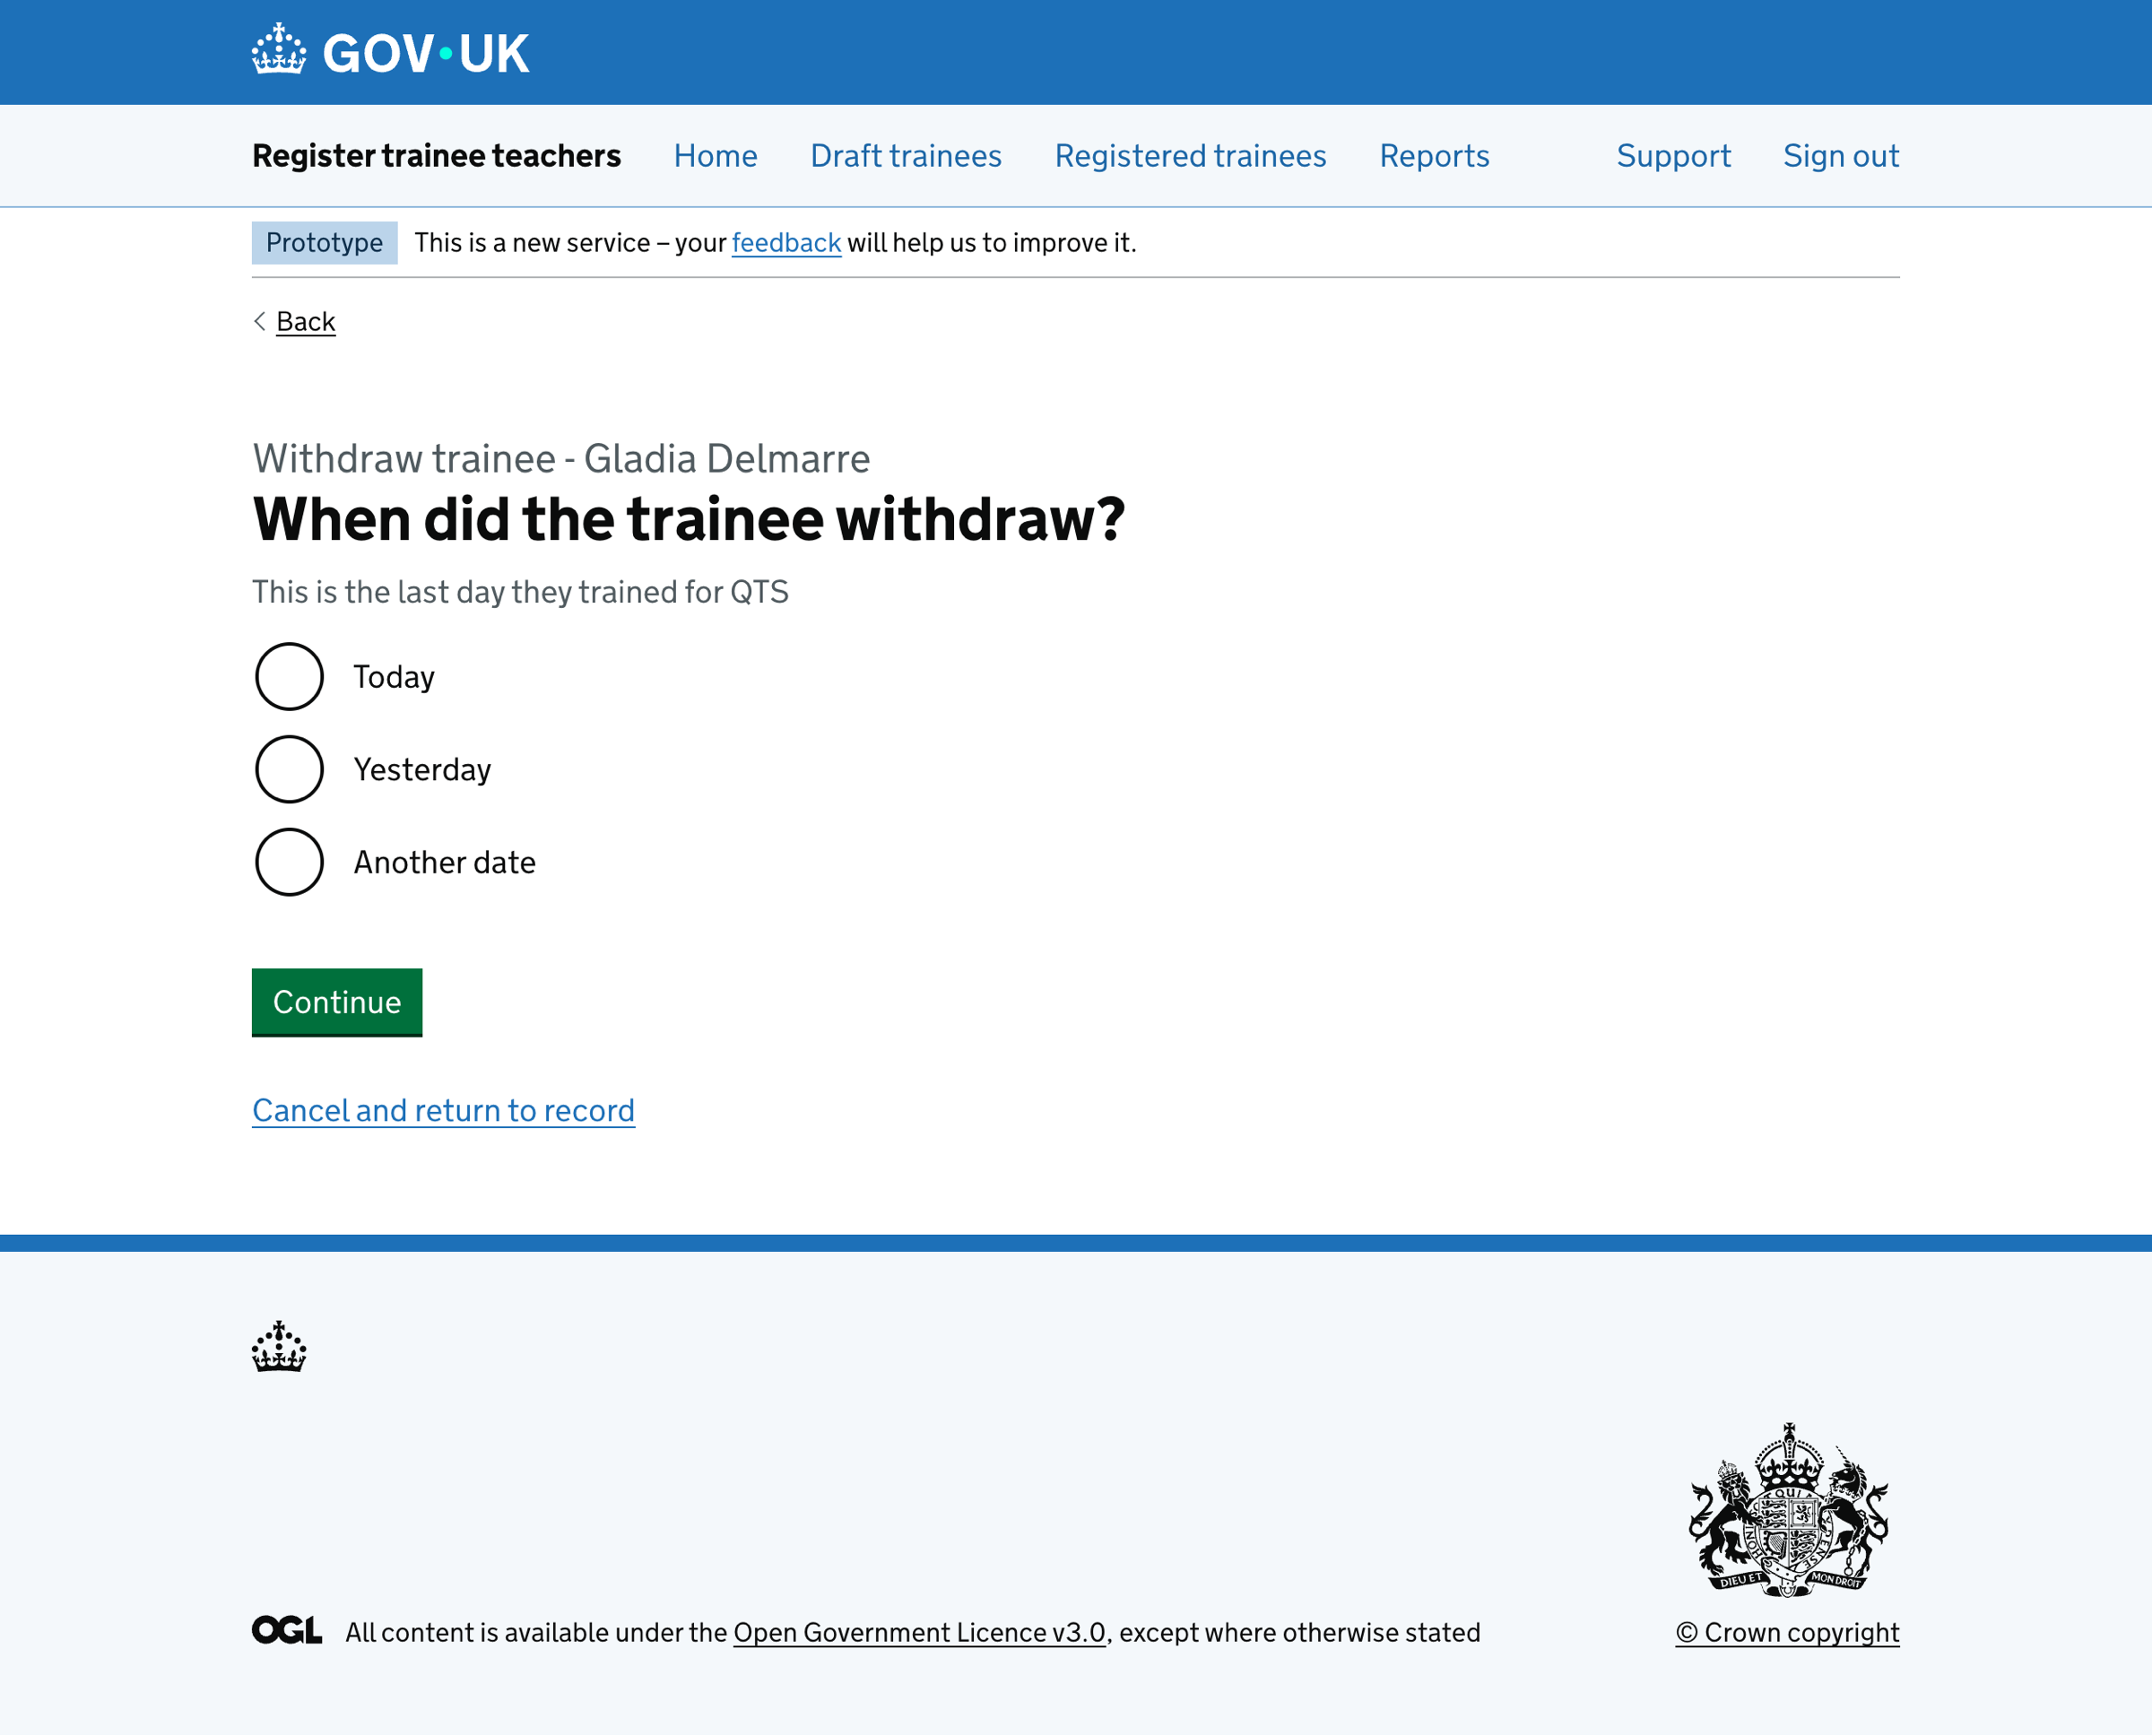 GOV·UK
Register trainee teachers Home Draft trainees Registered trainees Reports Support Sign out
Prototype This is a new service – your feedback will help us to improve it.
Back
Withdraw trainee - Gladia Delmarre
When did the trainee withdraw?
This is the last day they trained for QTS
Today
Yesterday
Another date
Continue
Cancel and return to record
DIEU ET MON DROIT
OGL All content is available under the Open Government Licence v3.0, except where otherwise stated © Crown copyright